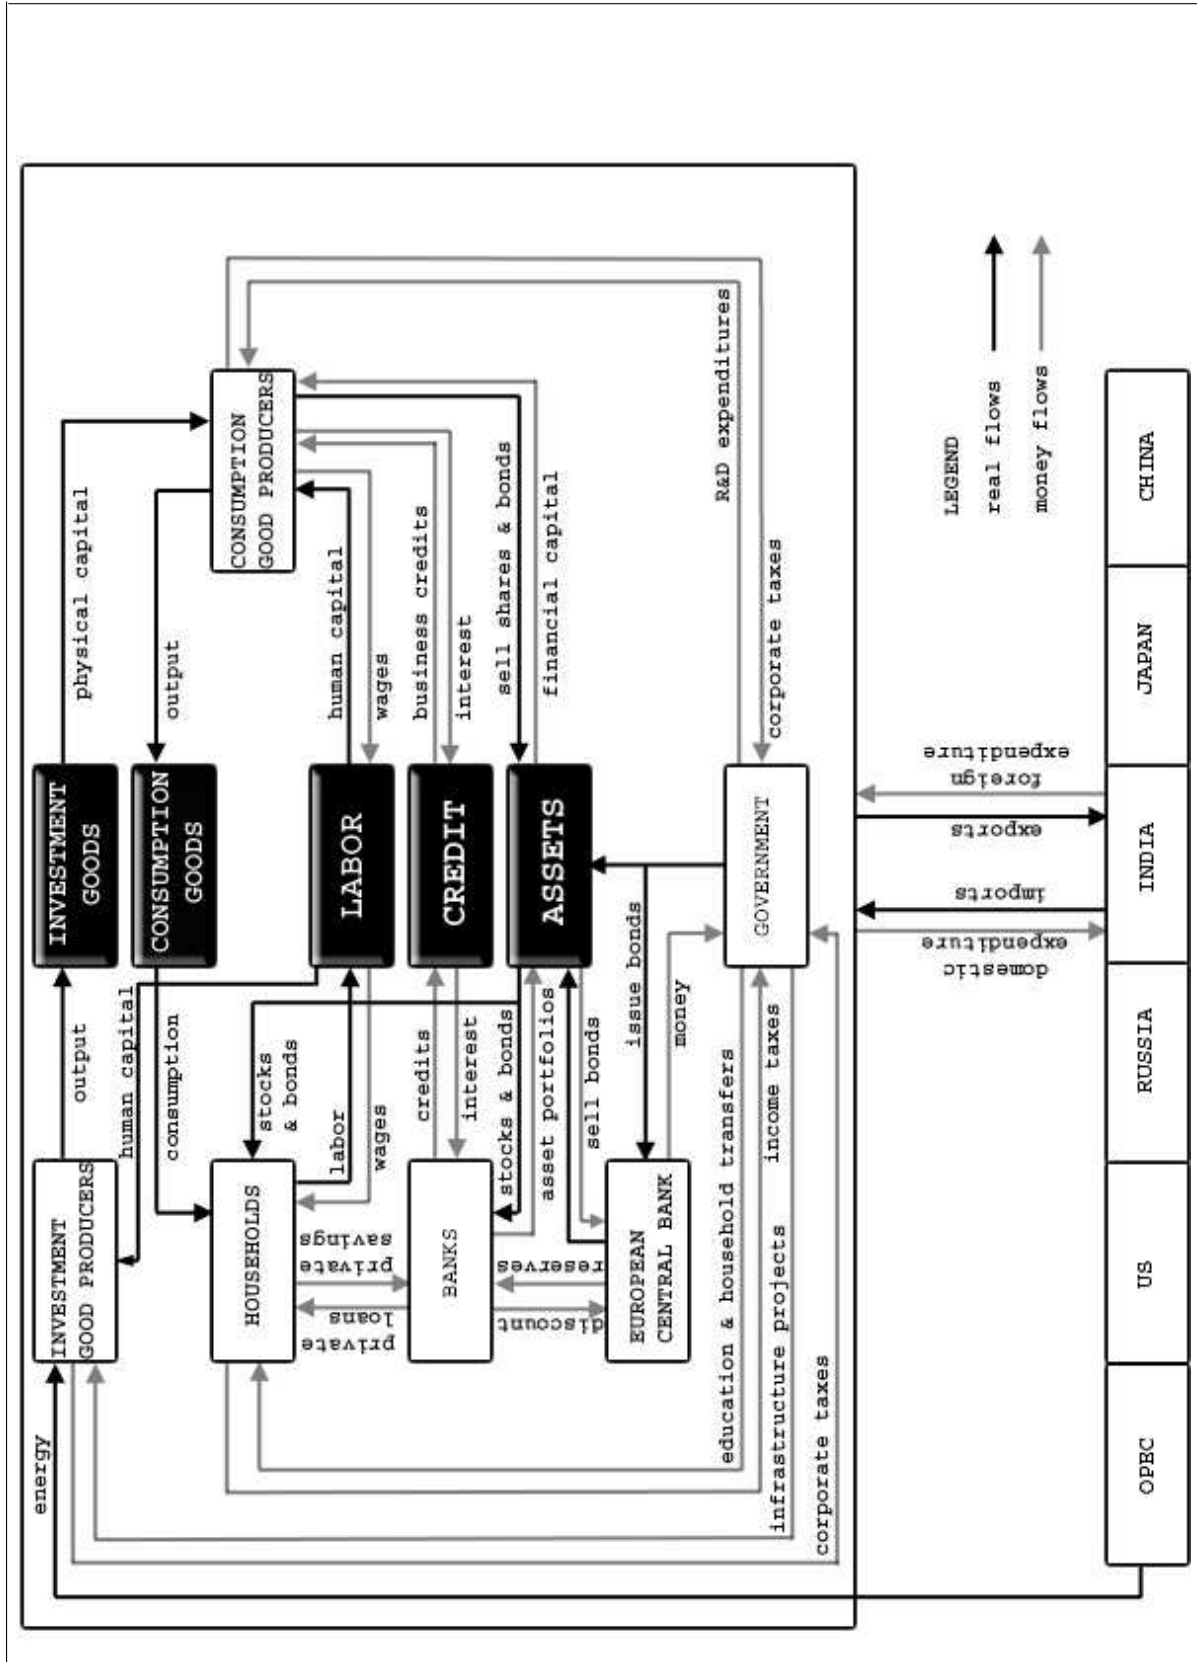 energy
INVESTMENT
GOOD PRODUCERS
output
human capital
INVESTMENT
GOODS
physical capital
consumption
CONSUMPTION
GOODS
output
HOUSEHOLDS
stocks
& bonds
labor
wages
LABOR
human capital
wages
CONSUMPTION
GOOD PRODUCERS
private
savings
private
loans
BANKS
credits
interest
CREDIT
business credits
interest
stocks & bonds
asset portfolios
ASSETS
sell shares & bonds
financial capital
reserves
discount
sell bonds
EUROPEAN
CENTRAL BANK
issue bonds
money
GOVERNMENT
R&D expenditures
corporate taxes
education & household transfers
income taxes
infrastructure projects
corporate taxes
domestic
expenditure
imports
exports
foreign
expenditure
LEGEND
real flows
money flows
OPEC
US
RUSSIA
INDIA
JAPAN
CHINA